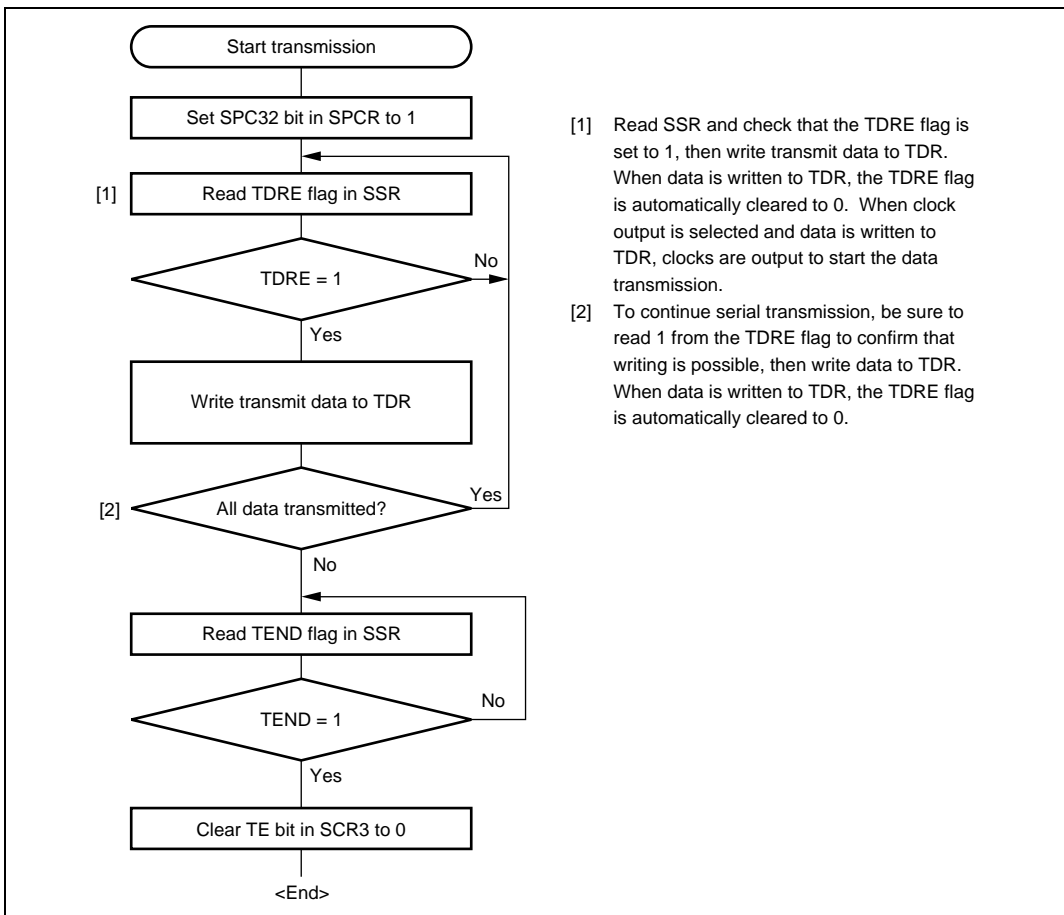 Start transmission
Set SPC32 bit in SPCR to 1
[1]
Read TDRE flag in SSR
TDRE = 1
No
Yes
Write transmit data to TDR
[2]
All data transmitted?
Yes
No
Read TEND flag in SSR
TEND = 1
No
Yes
Clear TE bit in SCR3 to 0
<End>
[1] Read SSR and check that the TDRE flag is
set to 1, then write transmit data to TDR.
When data is written to TDR, the TDRE flag
is automatically cleared to 0. When clock
output is selected and data is written to
TDR, clocks are output to start the data
transmission.
[2] To continue serial transmission, be sure to
read 1 from the TDRE flag to confirm that
writing is possible, then write data to TDR.
When data is written to TDR, the TDRE flag
is automatically cleared to 0.